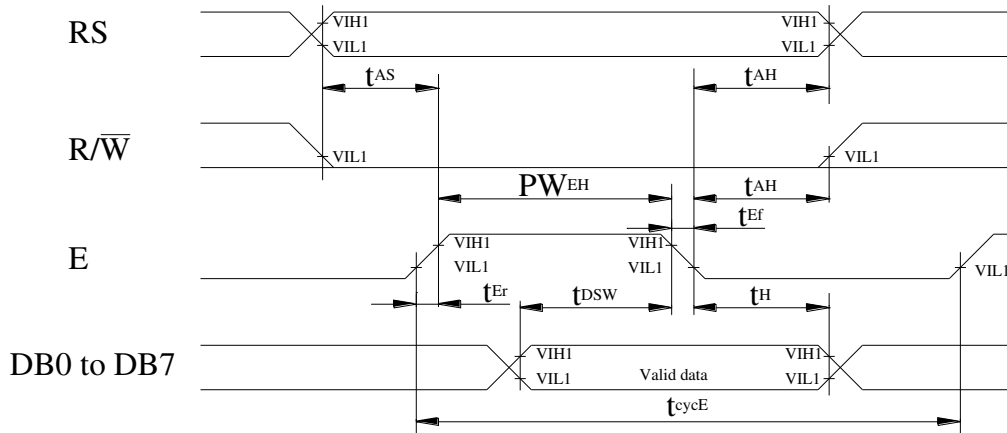 RS
VIH1
VIH1
VIL1
VIL1
tAS
tAH
R/W̅
VIL1
VIL1
PWEH
tAH
tEf
E
VIH1
VIH1
VIL1
VIL1
VIL1
tEr
tDSW
tH
DB0 to DB7
VIH1
VIH1
VIL1
Valid data
VIL1
tcycE